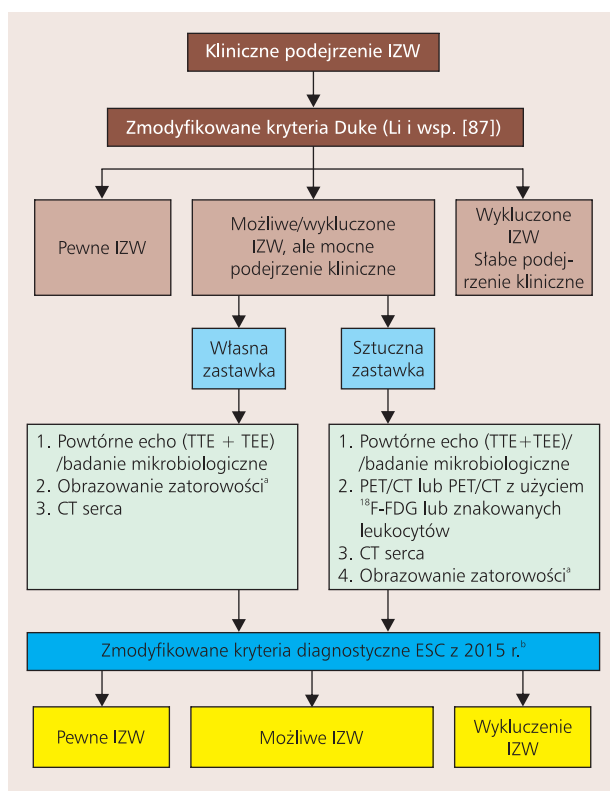 Kliniczne podejrzenie IZW
Zmodyfikowane kryteria Duke (Li i wsp. [87])
Pewne IZW
Możliwe/wykluczone
IZW, ale mocne
podejrzenie kliniczne
Wykluczone
IZW
Słabe podej-
rzenie kliniczne
Własna
zastawka
Sztuczna
zastawka
1. Powtórne echo (TTE + TEE)
/badanie mikrobiologiczne
2. Obrazowanie zatorowościᵃ
3. CT serca
1. Powtórne echo (TTE+TEE)/
/badanie mikrobiologiczne
2. PET/CT lub PET/CT z użyciem
¹⁸F-FDG lub znakowanych
leukocytów
3. CT serca
4. Obrazowanie zatorowościᵃ
Zmodyfikowane kryteria diagnostyczne ESC z 2015 r.ᵇ
Pewne IZW
Możliwe IZW
Wykluczenie
IZW